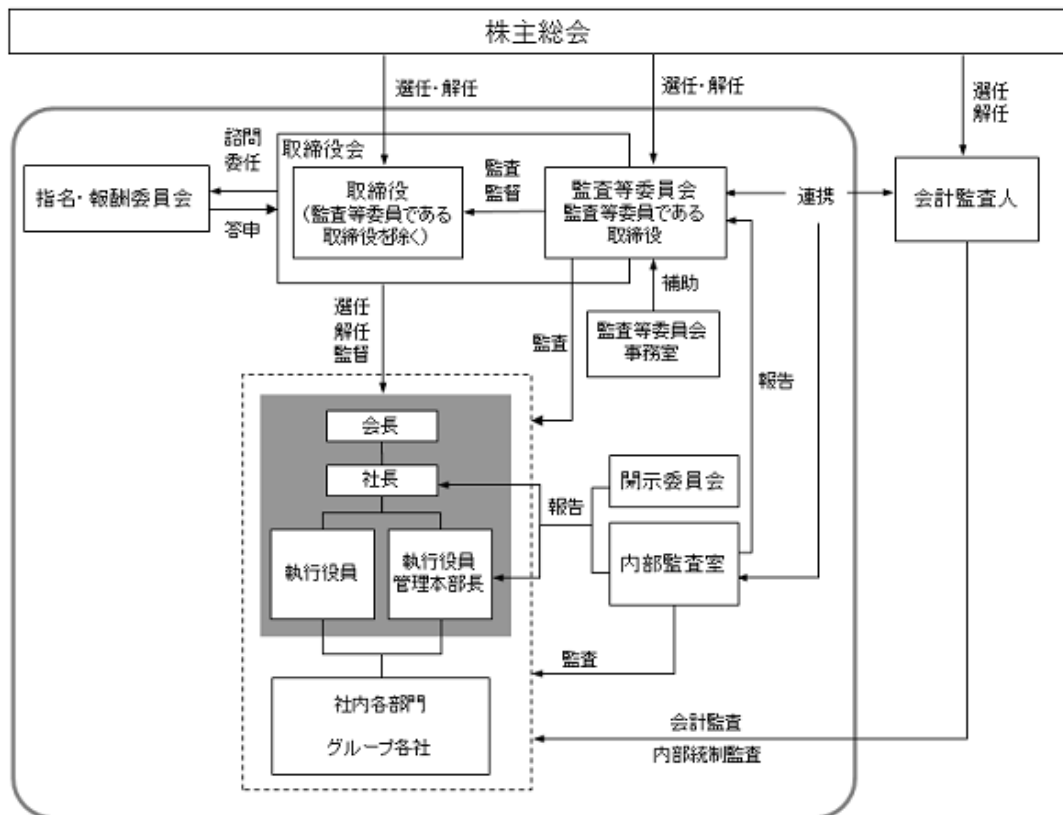 株主総会
選任・解任
選任・解任
選任
解任
諮問
委任
指名・報酬委員会
答申
取締役会
取締役
(監査等委員である
取締役を除く)
監査
監督
監査等委員会
監査等委員である
取締役
連携
会計監査人
補助
監査等委員会
事務室
選任
解任
監督
監査
報告
会長
社長
執行役員
執行役員
管理本部長
報告
開示委員会
内部監査室
監査
社内各部門
グループ各社
会計監査
内部統制監査